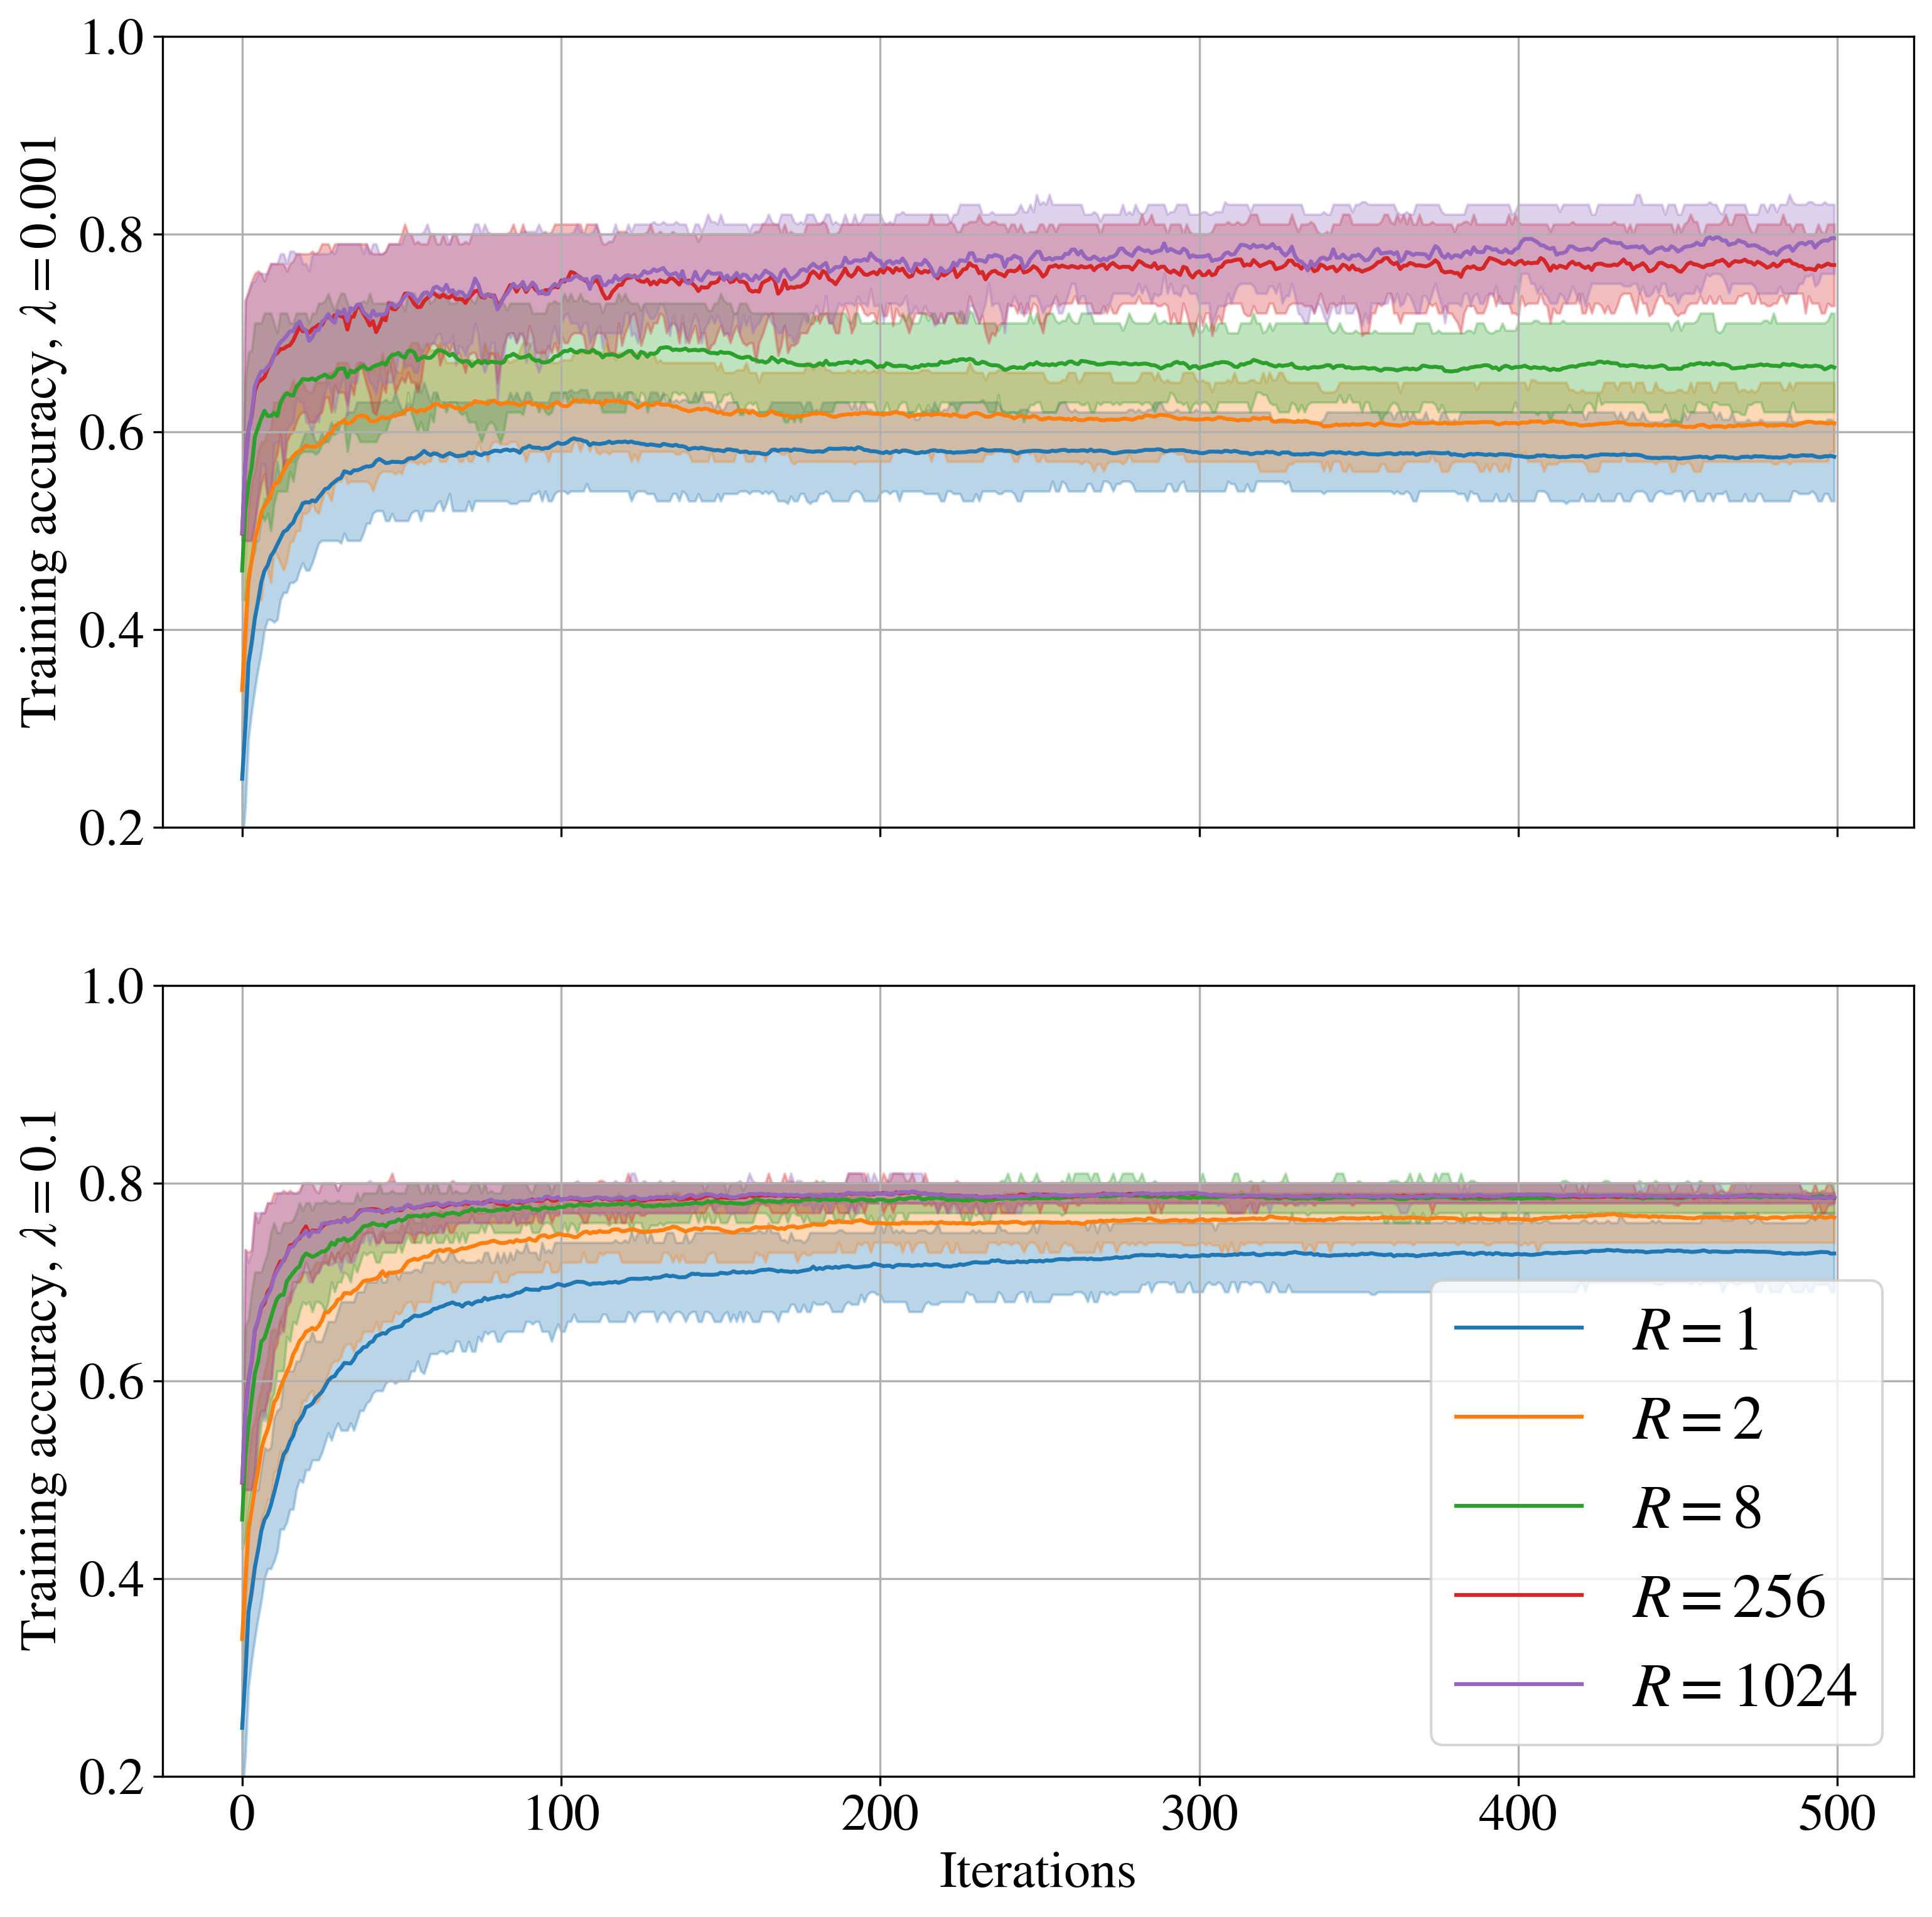 Training accuracy, λ = 0.001
1.0
0.8
0.6
0.4
0.2
Training accuracy, λ = 0.1
1.0
0.8
0.6
0.4
0.2
R = 1
R = 2
R = 8
R = 256
R = 1024
0 100 200 300 400 500
Iterations